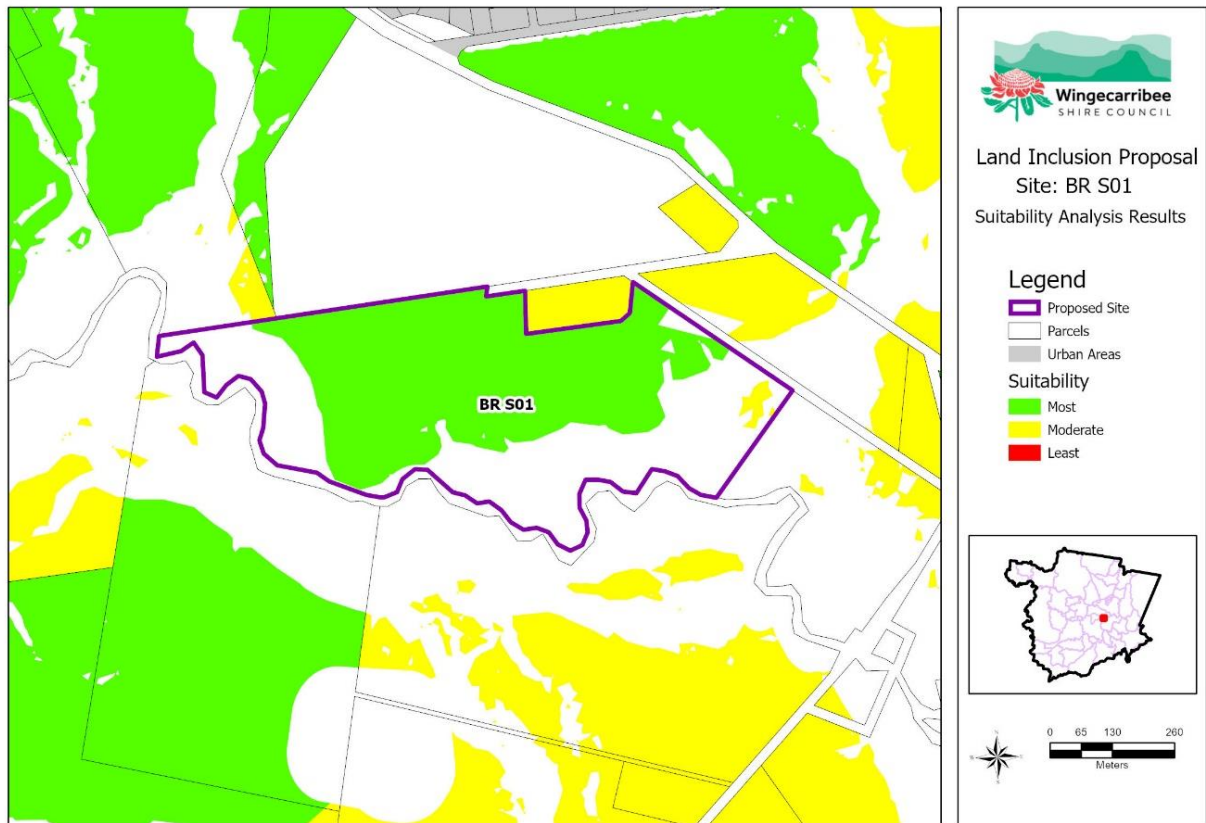 BR S01
Wingecarribee
SHIRE COUNCIL
Land Inclusion Proposal
Site: BR S01
Suitability Analysis Results
Legend
Proposed Site
Parcels
Urban Areas
Suitability
Most
Moderate
Least
0 65 130 260
Meters